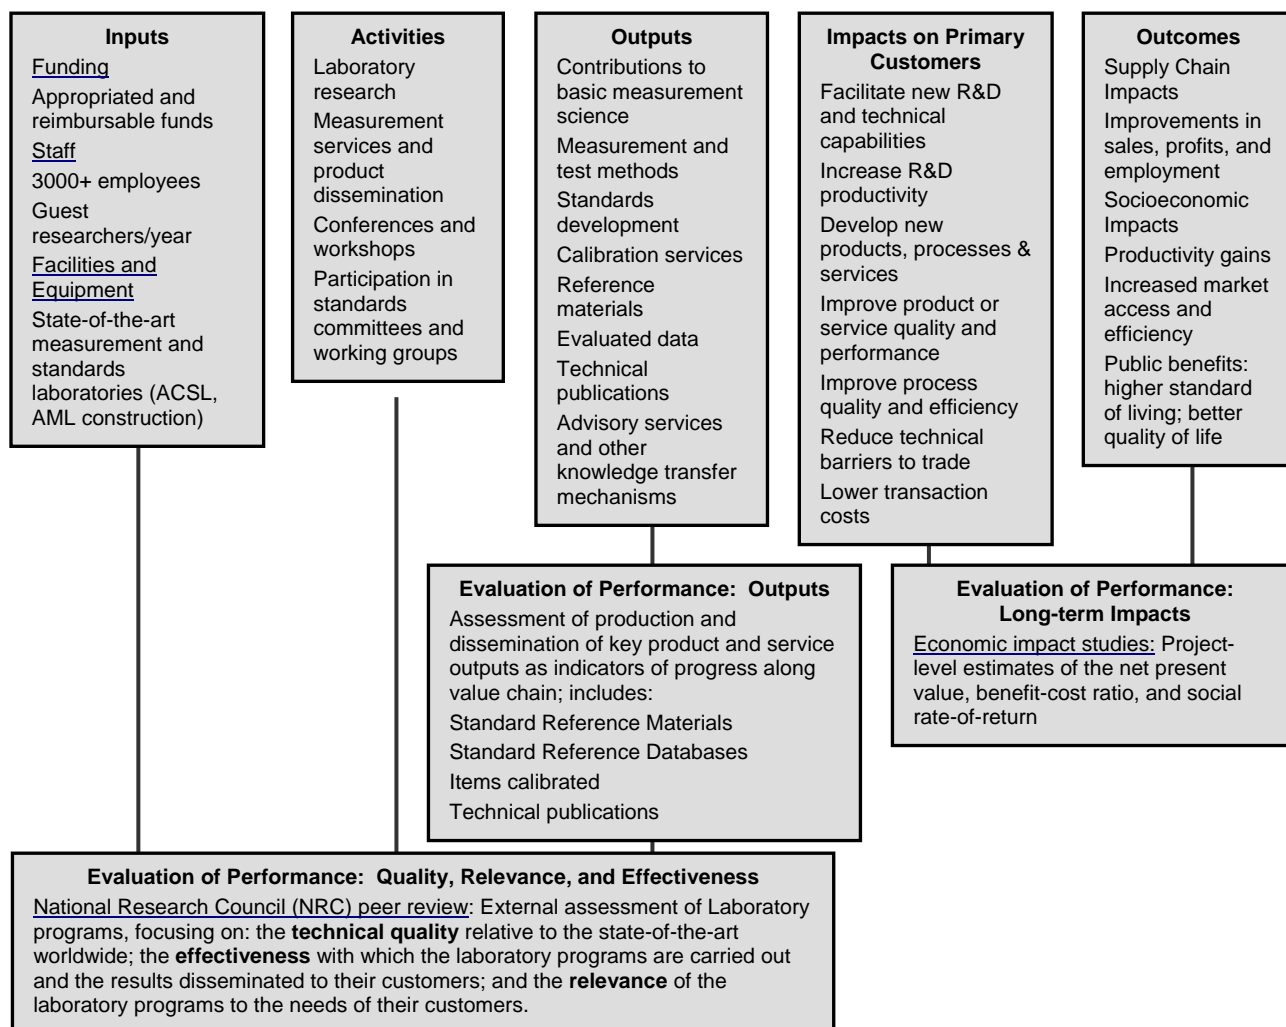 Inputs
Funding
Appropriated and
reimbursable funds
Staff
3000+ employees
Guest
researchers/year
Facilities and
Equipment
State-of-the-art
measurement and
standards
laboratories (ACSL,
AML construction)
Activities
Laboratory
research
Measurement
services and
product
dissemination
Conferences and
workshops
Participation in
standards
committees and
working groups
Outputs
Contributions to
basic measurement
science
Measurement and
test methods
Standards
development
Calibration services
Reference
materials
Evaluated data
Technical
publications
Advisory services
and other
knowledge transfer
mechanisms
Impacts on Primary
Customers
Facilitate new R&D
and technical
capabilities
Increase R&D
productivity
Develop new
products, processes &
services
Improve product or
service quality and
performance
Improve process
quality and efficiency
Reduce technical
barriers to trade
Lower transaction
costs
Outcomes
Supply Chain
Impacts
Improvements in
sales, profits, and
employment
Socioeconomic
Impacts
Productivity gains
Increased market
access and
efficiency
Public benefits:
higher standard
of living; better
quality of life
Evaluation of Performance: Outputs
Assessment of production and
dissemination of key product and service
outputs as indicators of progress along
value chain; includes:
Standard Reference Materials
Standard Reference Databases
Items calibrated
Technical publications
Evaluation of Performance:
Long-term Impacts
Economic impact studies: Project-
level estimates of the net present
value, benefit-cost ratio, and social
rate-of-return
Evaluation of Performance: Quality, Relevance, and Effectiveness
National Research Council (NRC) peer review: External assessment of Laboratory
programs, focusing on: the technical quality relative to the state-of-the-art
worldwide; the effectiveness with which the laboratory programs are carried out
and the results disseminated to their customers; and the relevance of the
laboratory programs to the needs of their customers.